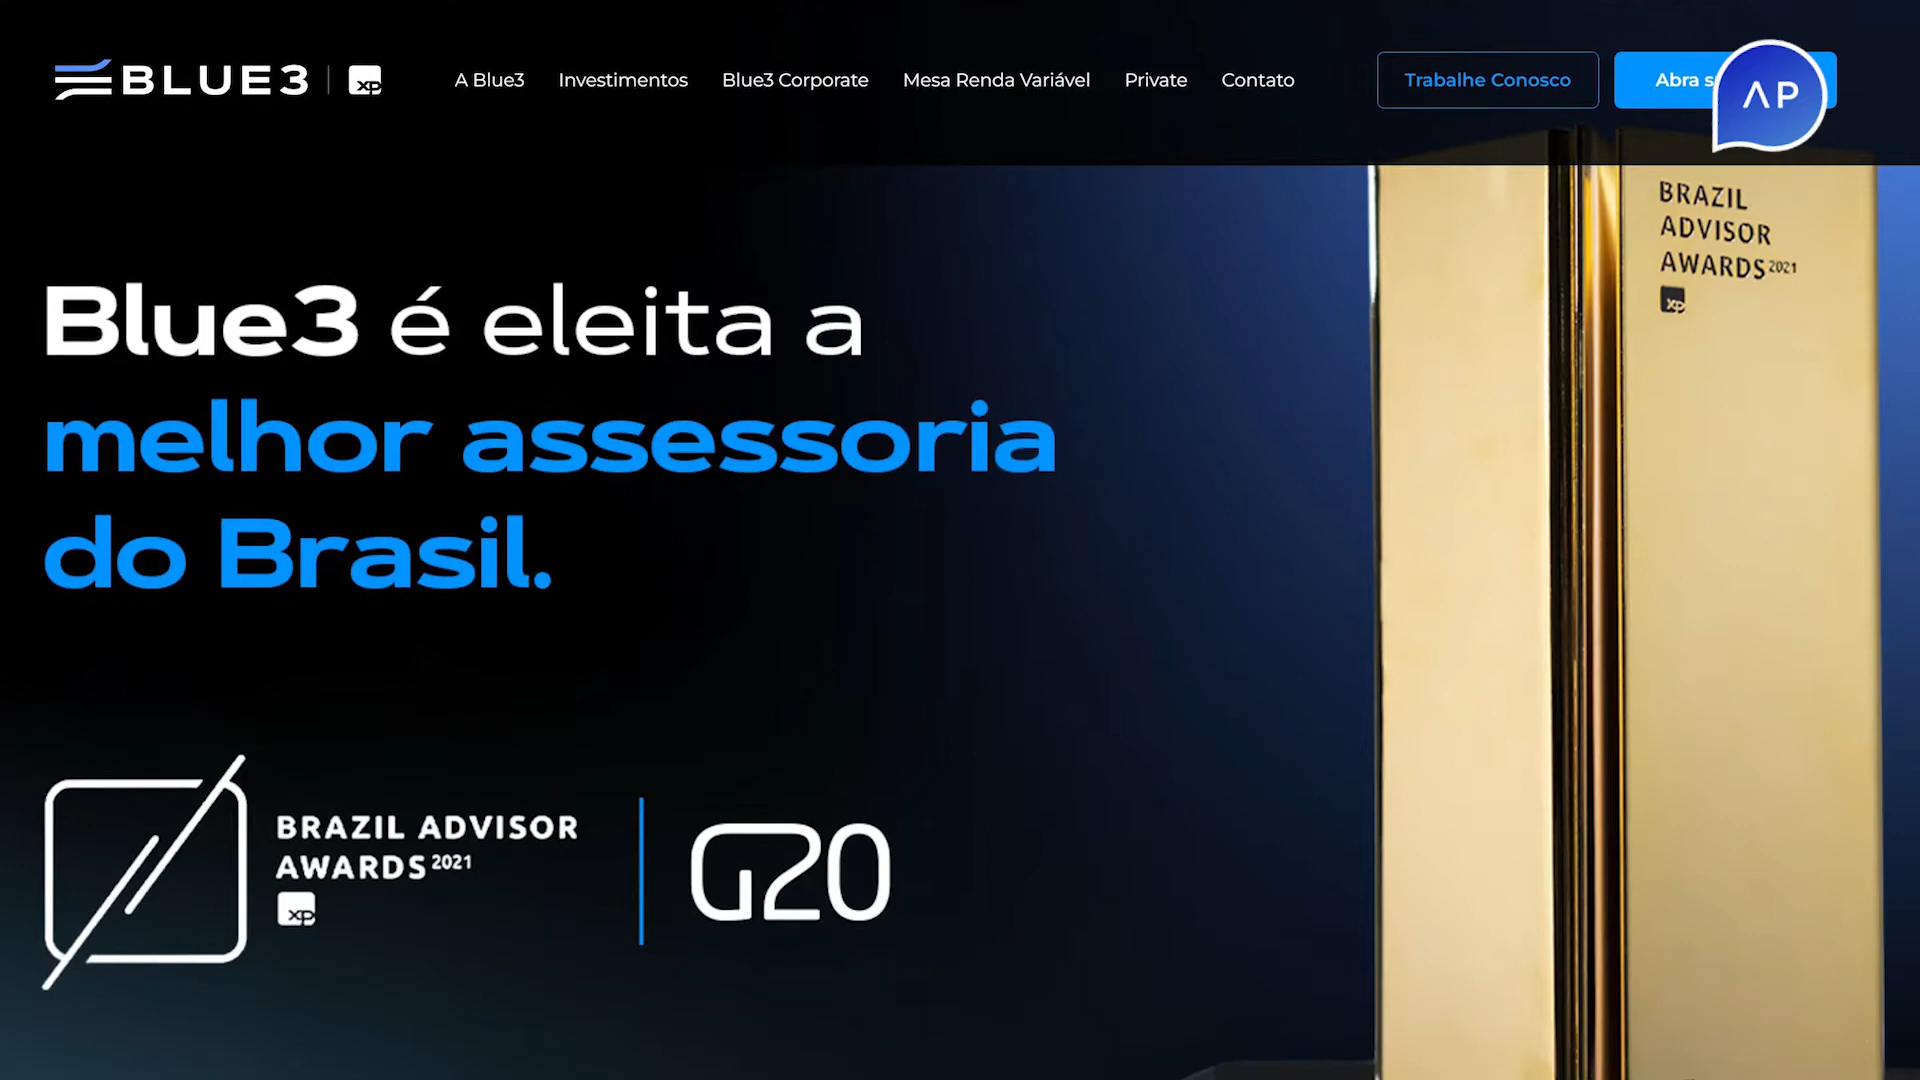 BLUE3 | xp
A Blue3 Investimentos Blue3 Corporate Mesa Renda Variável Private Contato Trabalhe Conosco Abra
AP
BRAZIL
ADVISOR
AWARDS 2021
xp
Blue3 é eleita a
melhor assessoria
do Brasil.
BRAZIL ADVISOR
AWARDS 2021
xp
G20